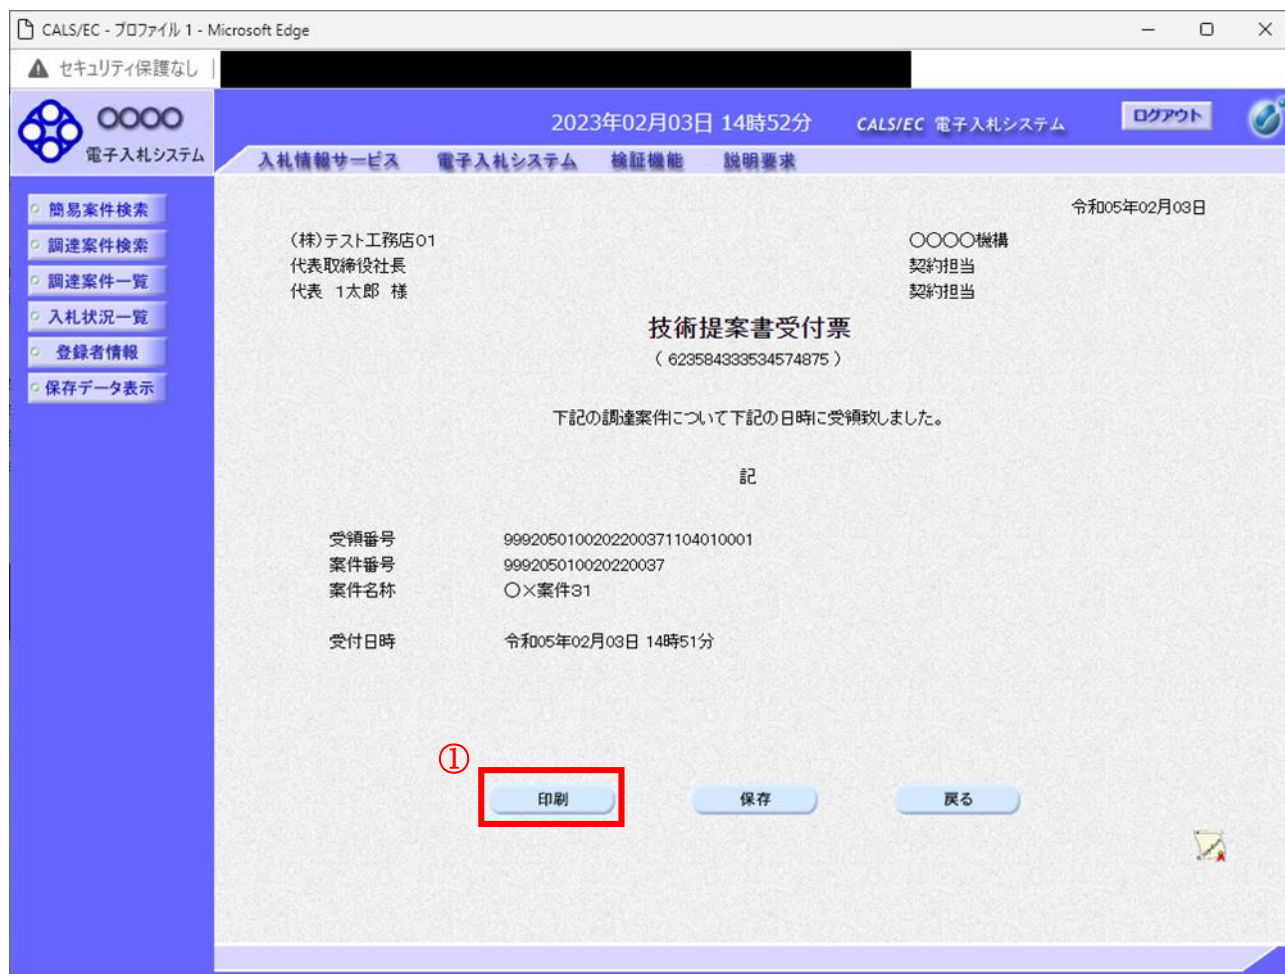 CALS/EC - プロファイル 1 - Microsoft Edge
セキュリティ保護なし
〇〇〇〇
電子入札システム
2023年02月03日 14時52分
CALS/EC 電子入札システム
ログアウト
入札情報サービス 電子入札システム 検証機能 説明要求
簡易案件検索
調達案件検索
調達案件一覧
入札状況一覧
登録者情報
保存データ表示
令和05年02月03日
(株)テスト工務店01
〇〇〇〇機構
代表取締役社長
契約担当
代表 1太郎 様
契約担当
技術提案書受付票
( 623584333534574875 )
下記の調達案件について下記の日時に受領致しました。
記
受領番号 99920501002022003711040​10001
案件番号 999205010020220037
案件名称 〇×案件31
受付日時 令和05年02月03日 14時51分
①
印刷 保存 戻る